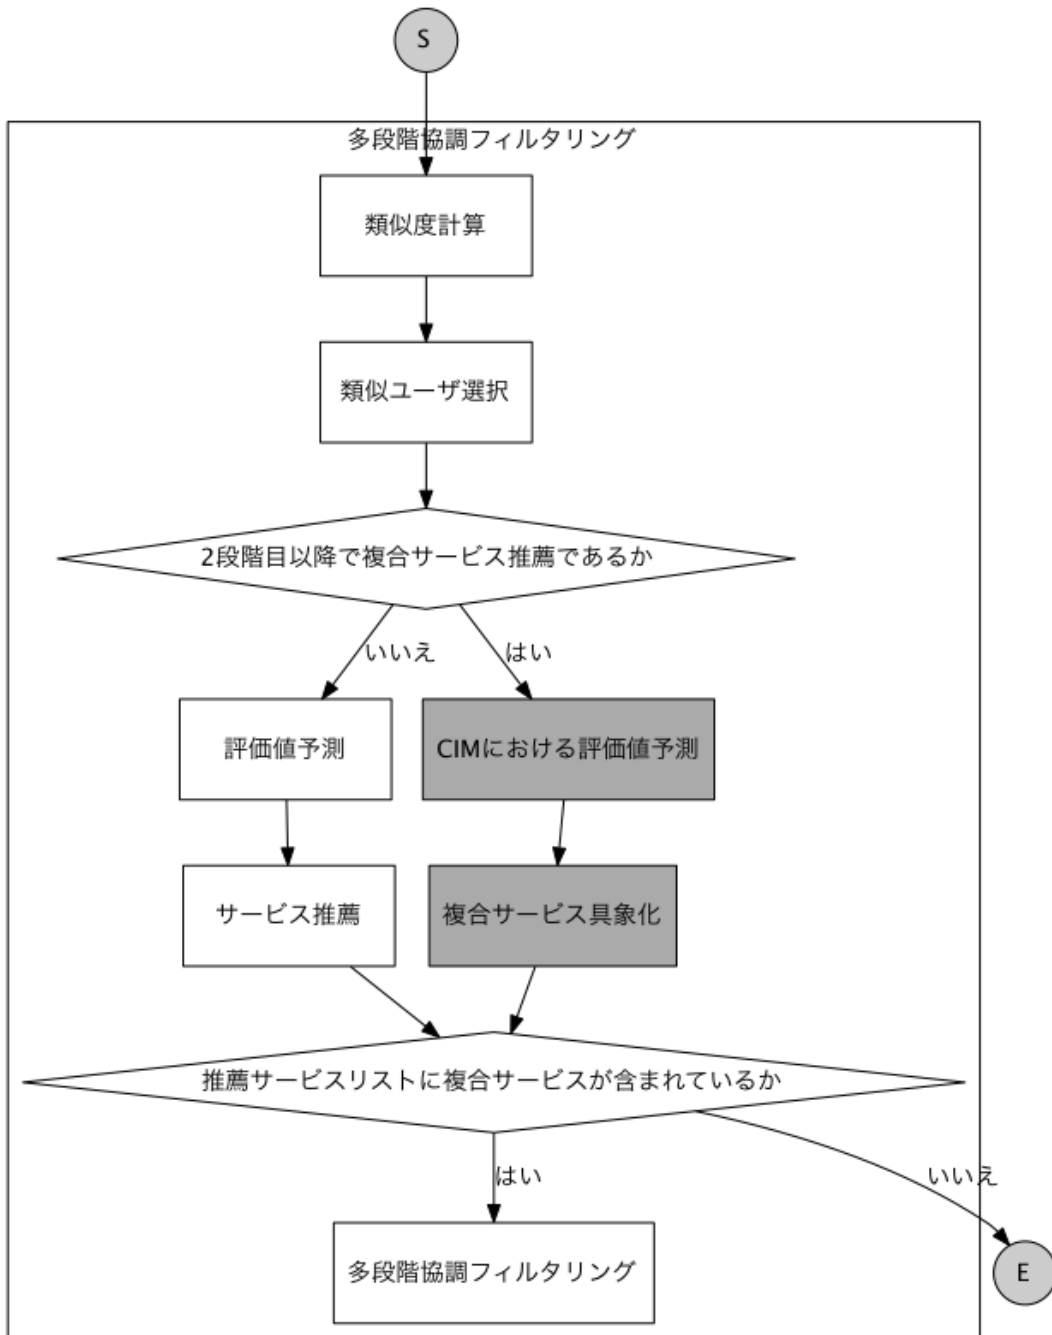 S
多段階協調フィルタリング
類似度計算
類似ユーザ選択
2段階目以降で複合サービス推薦であるか
いいえ
はい
評価値予測
CIMにおける評価値予測
サービス推薦
複合サービス具象化
推薦サービスリストに複合サービスが含まれているか
はい
いいえ
多段階協調フィルタリング
E